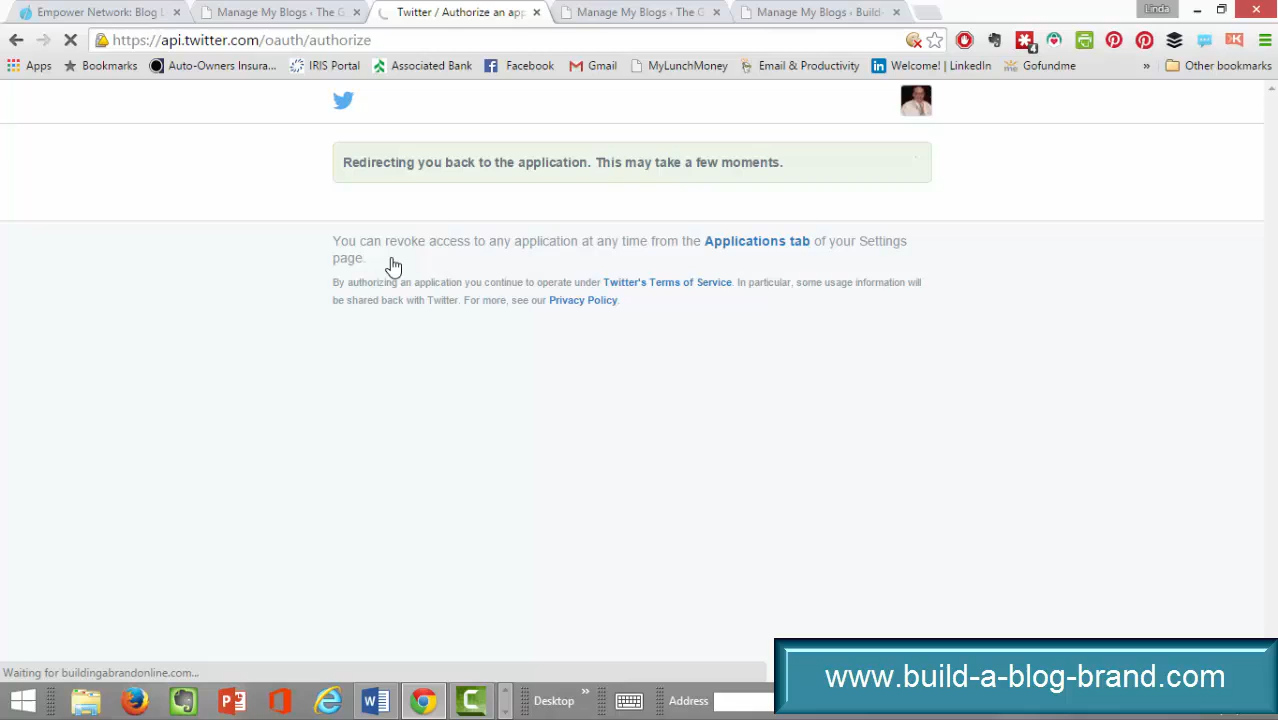 Empower Network: Blog L
Manage My Blogs ‹ The G
Twitter / Authorize an app
Manage My Blogs ‹ The G
Manage My Blogs ‹ Build-
Linda
https://api.twitter.com/oauth/authorize
4
Apps
Bookmarks
Auto-Owners Insura...
IRIS Portal
Associated Bank
Facebook
Gmail
MyLunchMoney
Email & Productivity
Welcome! | LinkedIn
Gofundme
»
Other bookmarks
Redirecting you back to the application. This may take a few moments.
You can revoke access to any application at any time from the Applications tab of your Settings
page.
By authorizing an application you continue to operate under Twitter's Terms of Service. In particular, some usage information will
be shared back with Twitter. For more, see our Privacy Policy.
Waiting for buildingabrandonline.com...
www.build-a-blog-brand.com
Desktop
»
Address